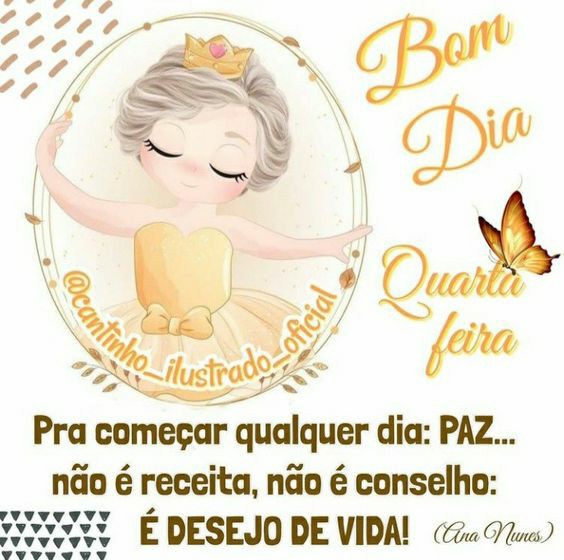 Bom
Dia
Quarta
feira
@cantinho_ilustrado_oficial
Pra começar qualquer dia: PAZ...
não é receita, não é conselho:
É DESEJO DE VIDA! (Ana Nunes)